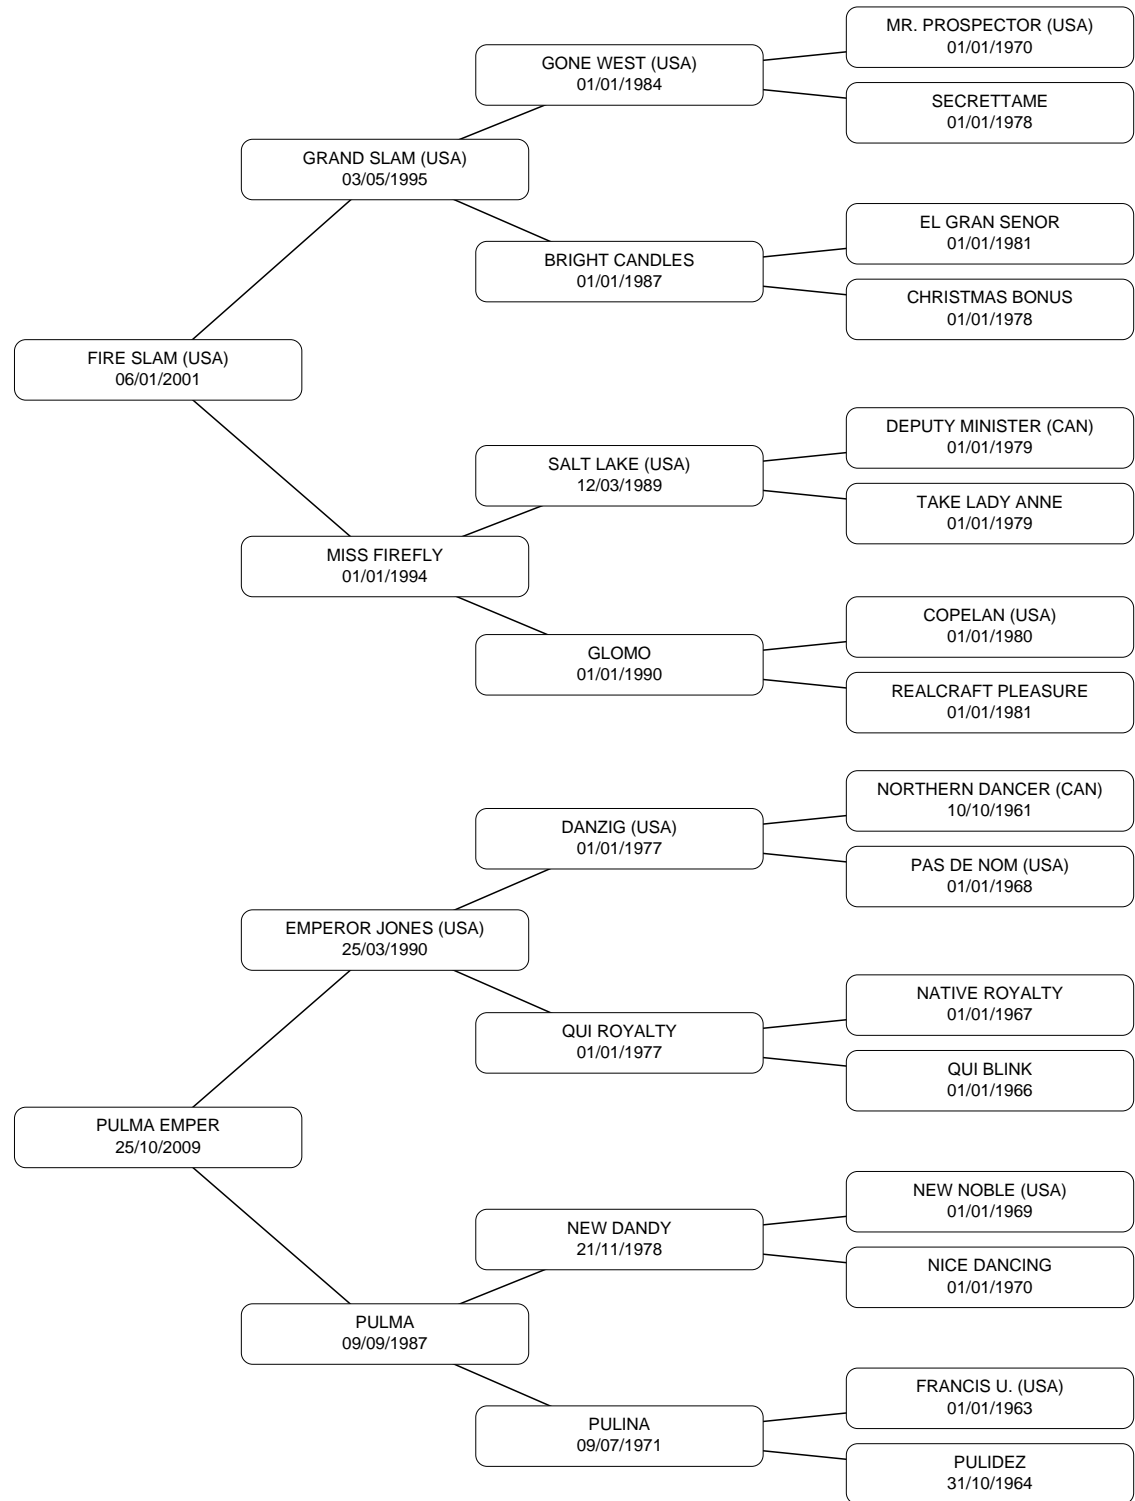 MR. PROSPECTOR (USA)
01/01/1970
GONE WEST (USA)
01/01/1984
SECRETTAME
01/01/1978
GRAND SLAM (USA)
03/05/1995
EL GRAN SENOR
01/01/1981
BRIGHT CANDLES
01/01/1987
CHRISTMAS BONUS
01/01/1978
FIRE SLAM (USA)
06/01/2001
DEPUTY MINISTER (CAN)
01/01/1979
SALT LAKE (USA)
12/03/1989
TAKE LADY ANNE
01/01/1979
MISS FIREFLY
01/01/1994
COPELAN (USA)
01/01/1980
GLOMO
01/01/1990
REALCRAFT PLEASURE
01/01/1981
NORTHERN DANCER (CAN)
10/10/1961
DANZIG (USA)
01/01/1977
PAS DE NOM (USA)
01/01/1968
EMPEROR JONES (USA)
25/03/1990
NATIVE ROYALTY
01/01/1967
QUI ROYALTY
01/01/1977
QUI BLINK
01/01/1966
PULMA EMPER
25/10/2009
NEW NOBLE (USA)
01/01/1969
NEW DANDY
21/11/1978
NICE DANCING
01/01/1970
PULMA
09/09/1987
FRANCIS U. (USA)
01/01/1963
PULINA
09/07/1971
PULIDEZ
31/10/1964